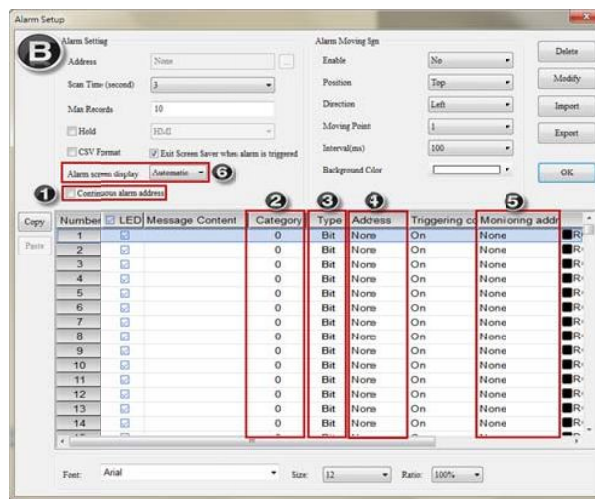 Alarm Setup
B
Alarm Setting
Address None ...
Scan Time (second) 3
Max Records 10
Hold HMI
CSV Format Exit Screen Saver when alarm is triggered
Alarm screen display Automatic 6
1 Continuous alarm address
Alarm Moving Sign
Enable No
Position Top
Direction Left
Moving Point 1
Interval(ms) 100
Background Color
Delete
Modify
Import
Export
OK
Copy
Paste
2 3 4 5
Number LED Message Content Category Type Address Triggering co Monitoring addr
1 0 Bit None On None R
2 0 Bit None On None R
3 0 Bit None On None R
4 0 Bit None On None R
5 0 Bit None On None R
6 0 Bit None On None R
7 0 Bit None On None R
8 0 Bit None On None R
9 0 Bit None On None R
10 0 Bit None On None R
11 0 Bit None On None R
12 0 Bit None On None R
13 0 Bit None On None R
14 0 Bit None On None R
Font: Arial Size: 12 Ratio: 100%